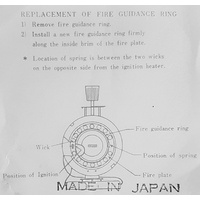 REPLACEMENT OF FIRE GUIDANCE RING
1) Remove fire guidance ring.
2) Install a new fire guidance ring firmly
along the inside brim of the fire plate.
• Location of spring is between the two wicks
on the opposite side from the ignition heater.
Fire guidance ring
Wick
Position of spring
Position of Ignition
Fire plate
MADE IN JAPAN